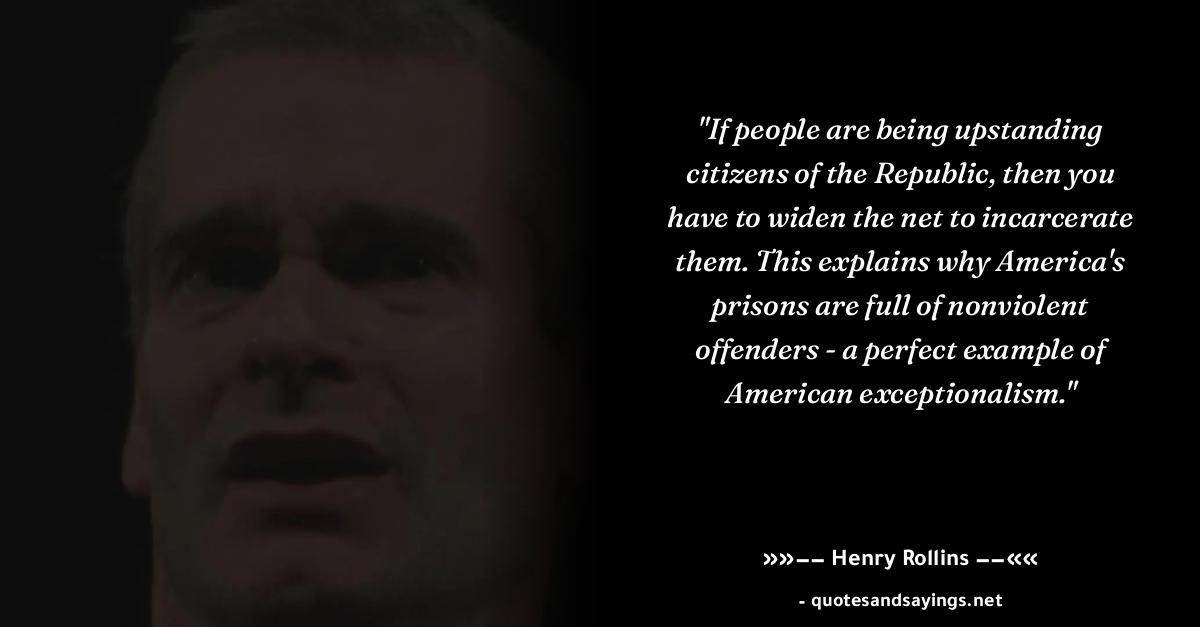 "If people are being upstanding
citizens of the Republic, then you
have to widen the net to incarcerate
them. This explains why America's
prisons are full of nonviolent
offenders - a perfect example of
American exceptionalism."
»»–– Henry Rollins ––««
- quotesandsayings.net